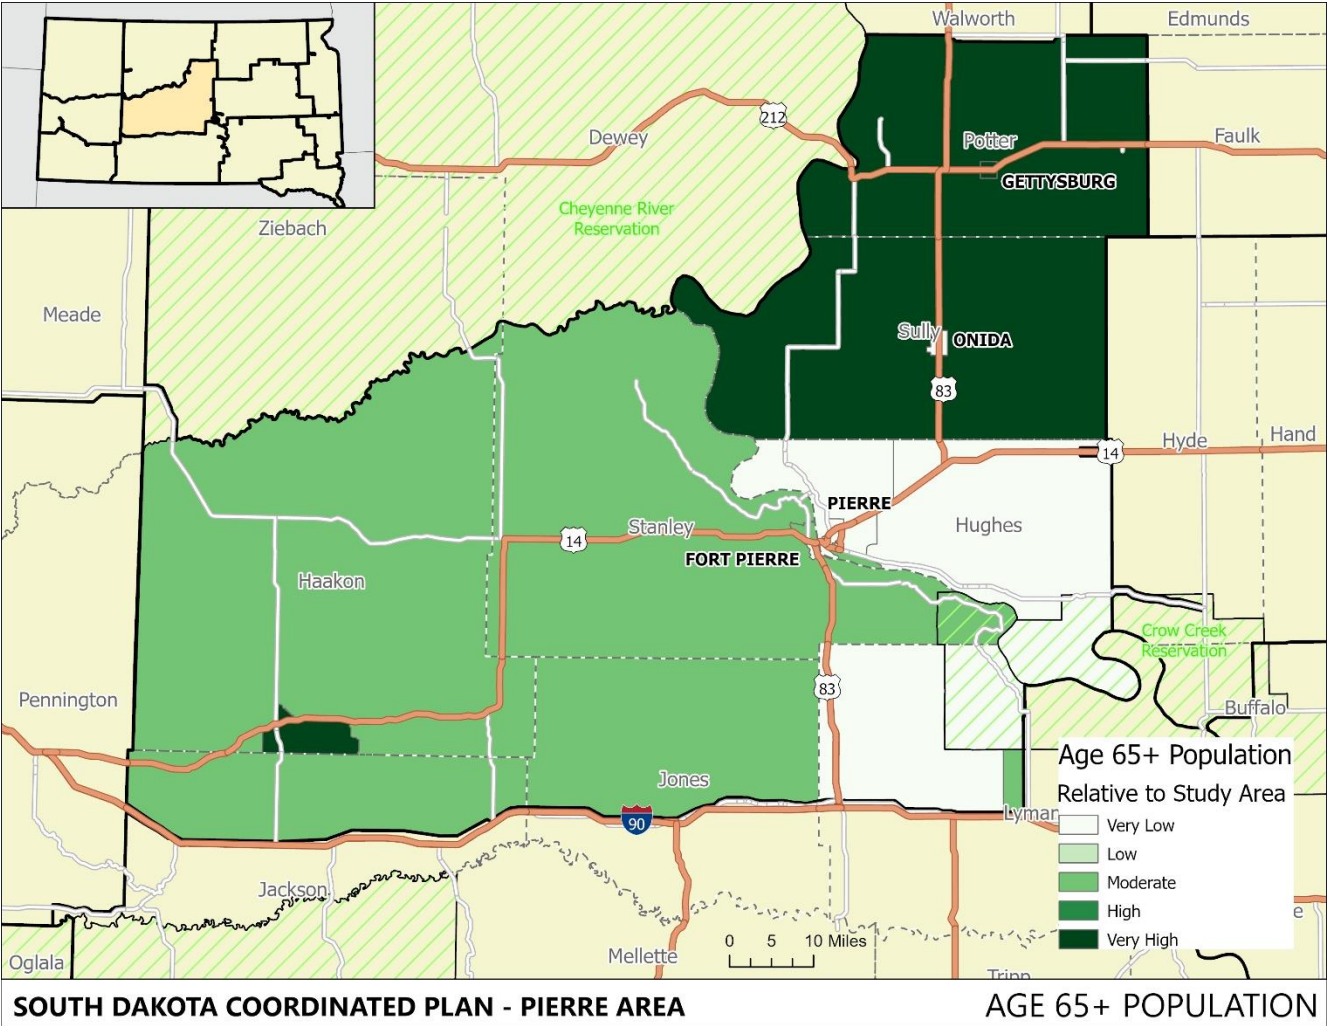 Walworth
Edmunds
212
Dewey
Potter
Faulk
GETTYSBURG
Cheyenne River
Reservation
Ziebach
Meade
Sully
ONIDA
83
14
Hyde
Hand
PIERRE
Stanley
14
Hughes
FORT PIERRE
Haakon
Crow Creek
Reservation
83
Pennington
Buffalo
Age 65+ Population
Jones
Relative to Study Area
Lyman
90
Very Low
Low
Moderate
Jackson
High
0 5 10 Miles
Very High
Mellette
Oglala
Tripp
e
SOUTH DAKOTA COORDINATED PLAN - PIERRE AREA
AGE 65+ POPULATION